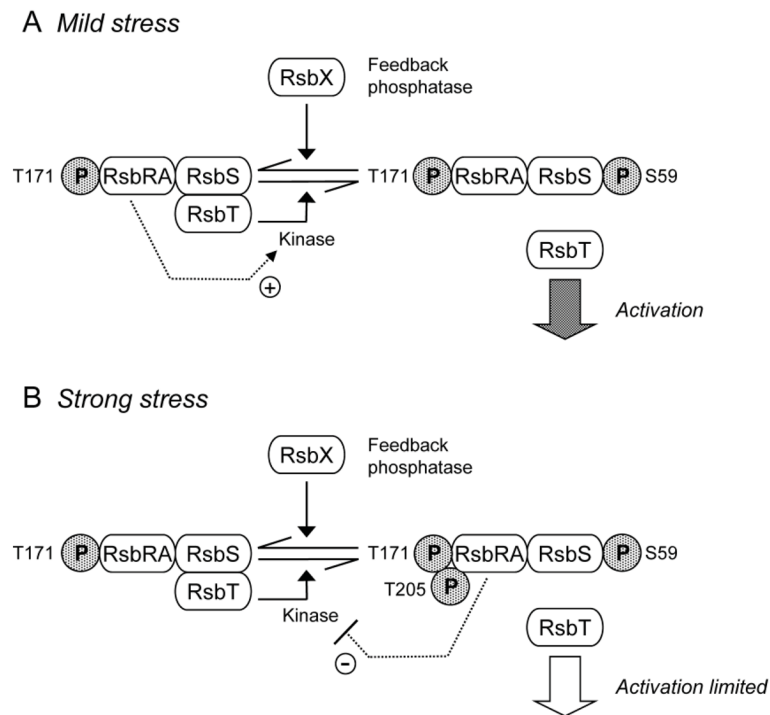 A Mild stress
RsbX
Feedback
phosphatase
T171 P RsbRA RsbS T171 P RsbRA RsbS P S59
RsbT
Kinase
+
RsbT
Activation
B Strong stress
RsbX
Feedback
phosphatase
T171 P RsbRA RsbS T171 P RsbRA RsbS P S59
RsbT
T205 P
Kinase
−
RsbT
Activation limited